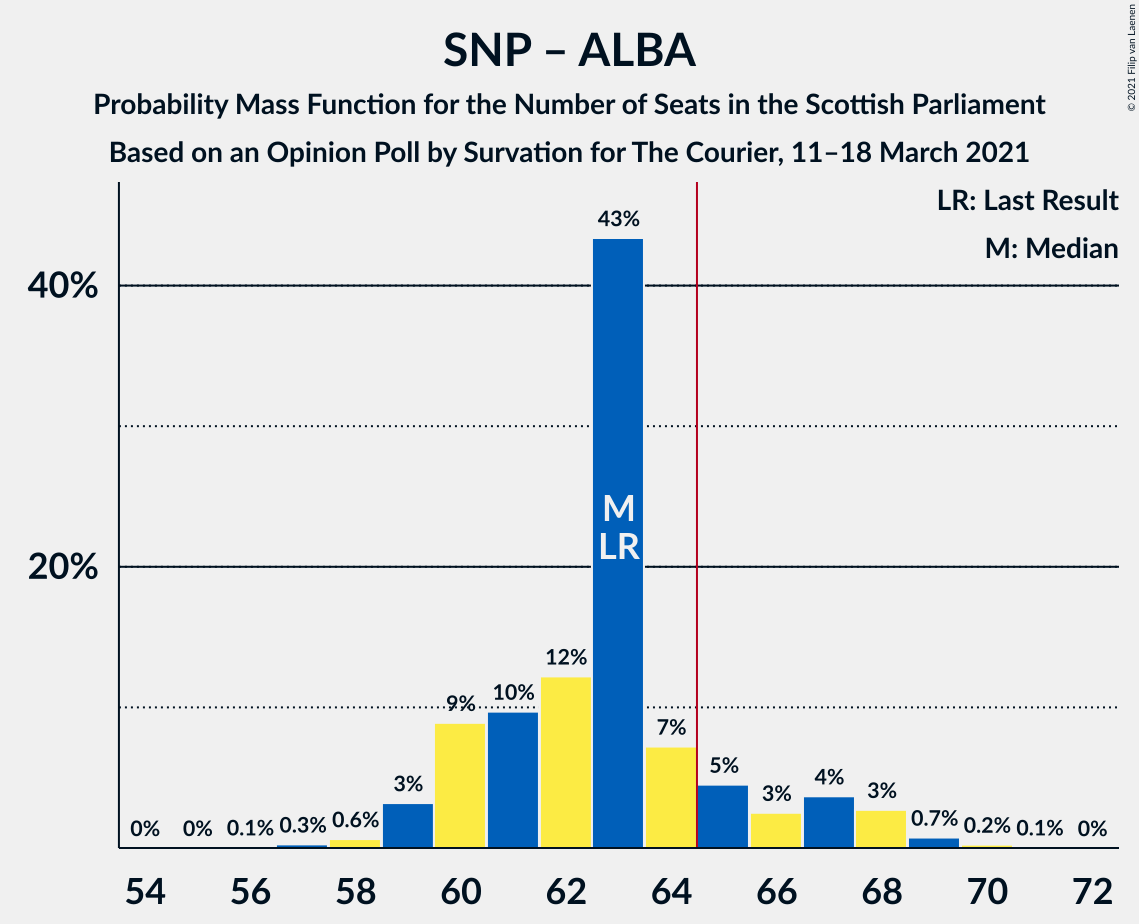 SNP – ALBA
Probability Mass Function for the Number of Seats in the Scottish Parliament
Based on an Opinion Poll by Survation for The Courier, 11–18 March 2021
© 2021 Filip van Laenen
LR: Last Result
M: Median
40%
20%
0% 0% 0.1% 0.3% 0.6% 3% 9% 10% 12% 43% 7% 5% 3% 4% 3% 0.7% 0.2% 0.1% 0%
M
LR
54 56 58 60 62 64 66 68 70 72